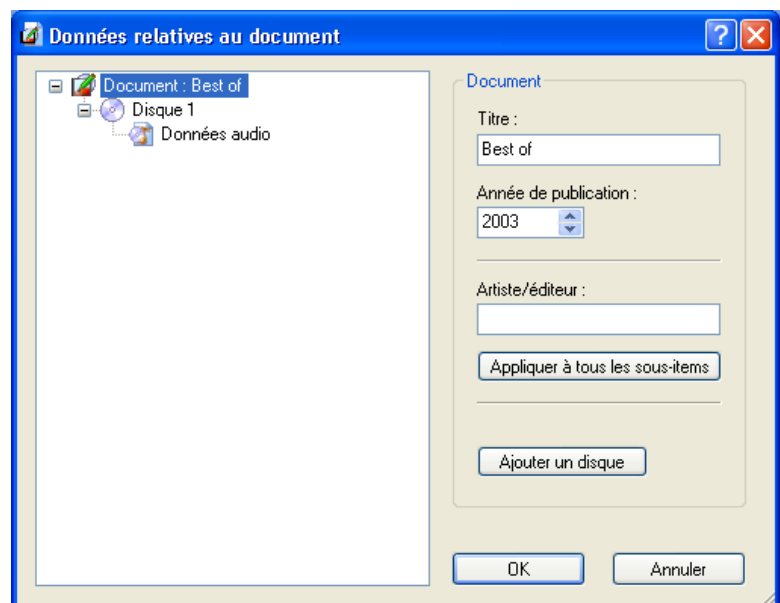 Données relatives au document
Document : Best of
Disque 1
Données audio
Document
Titre :
Best of
Année de publication :
2003
Artiste/éditeur :
Appliquer à tous les sous-items
Ajouter un disque
OK
Annuler